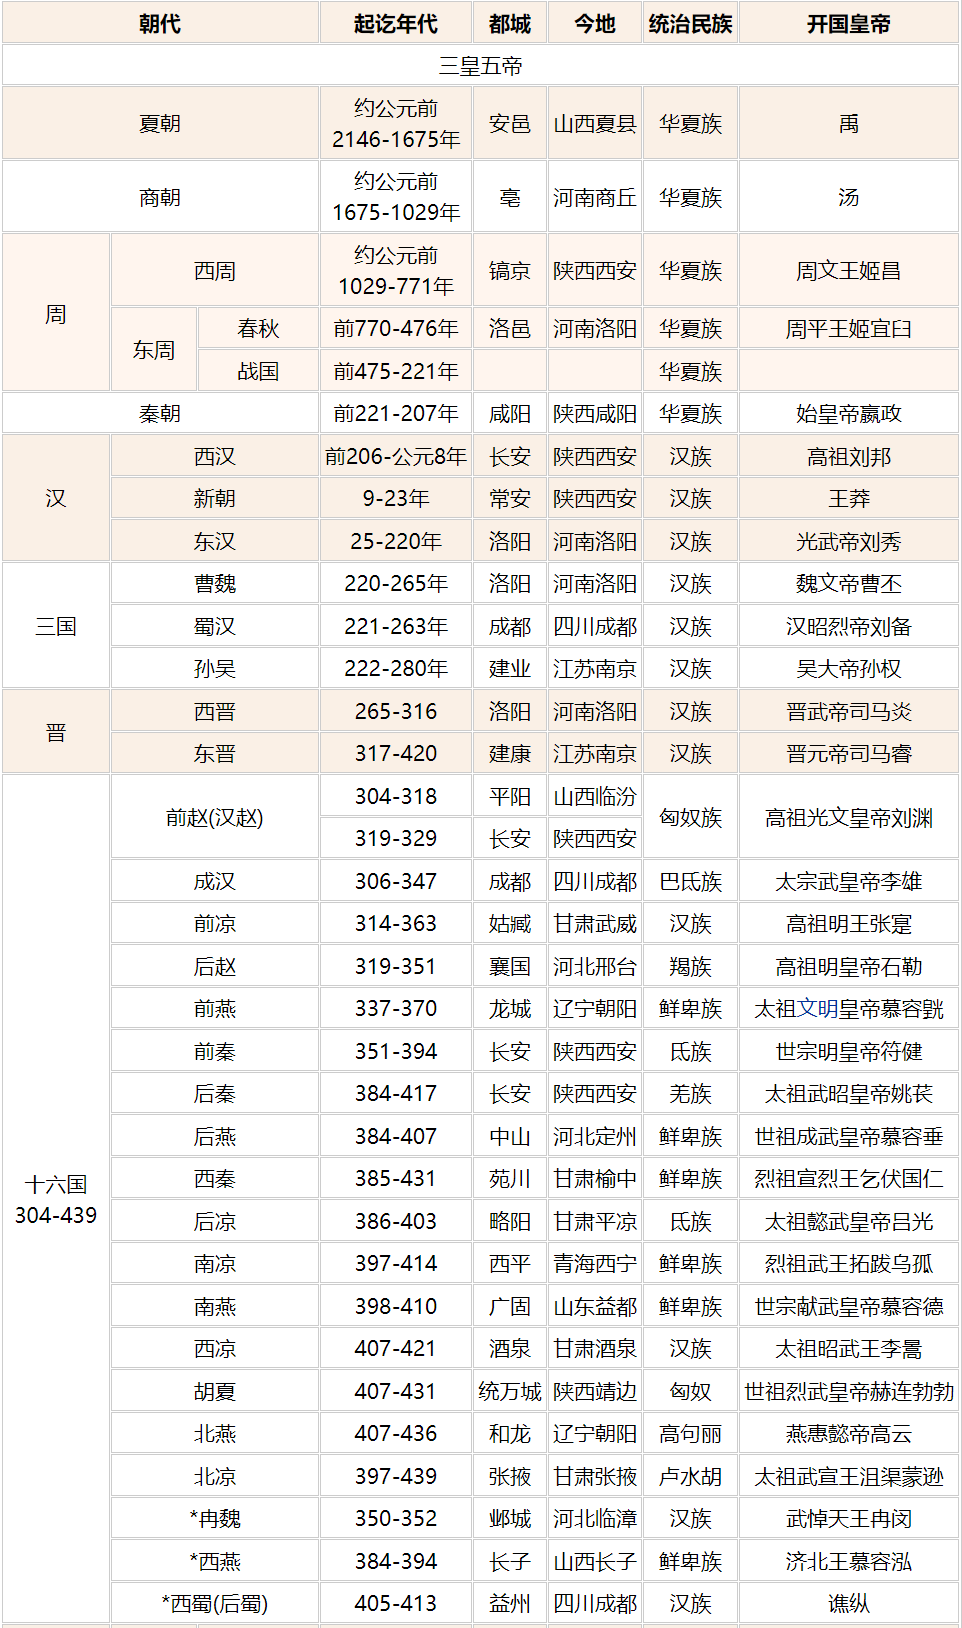 朝代 起讫年代 都城 今地 统治民族 开国皇帝
三皇五帝
夏朝 约公元前 2146-1675年 安邑 山西夏县 华夏族 禹
商朝 约公元前 1675-1029年 亳 河南商丘 华夏族 汤
周 西周 约公元前 1029-771年 镐京 陕西西安 华夏族 周文王姬昌
东周 春秋 前770-476年 洛邑 河南洛阳 华夏族 周平王姬宜臼
战国 前475-221年 华夏族
秦朝 前221-207年 咸阳 陕西咸阳 华夏族 始皇帝嬴政
汉 西汉 前206-公元8年 长安 陕西西安 汉族 高祖刘邦
新朝 9-23年 常安 陕西西安 汉族 王莽
东汉 25-220年 洛阳 河南洛阳 汉族 光武帝刘秀
三国 曹魏 220-265年 洛阳 河南洛阳 汉族 魏文帝曹丕
蜀汉 221-263年 成都 四川成都 汉族 汉昭烈帝刘备
孙吴 222-280年 建业 江苏南京 汉族 吴大帝孙权
晋 西晋 265-316 洛阳 河南洛阳 汉族 晋武帝司马炎
东晋 317-420 建康 江苏南京 汉族 晋元帝司马睿
十六国 304-439 前赵(汉赵) 304-318 平阳 山西临汾 匈奴族 高祖光文皇帝刘渊
319-329 长安 陕西西安
成汉 306-347 成都 四川成都 巴氐族 太宗武皇帝李雄
前凉 314-363 姑臧 甘肃武威 汉族 高祖明王张寔
后赵 319-351 襄国 河北邢台 羯族 高祖明皇帝石勒
前燕 337-370 龙城 辽宁朝阳 鲜卑族 太祖文明皇帝慕容皝
前秦 351-394 长安 陕西西安 氐族 世宗明皇帝符健
后秦 384-417 长安 陕西西安 羌族 太祖武昭皇帝姚苌
后燕 384-407 中山 河北定州 鲜卑族 世祖成武皇帝慕容垂
西秦 385-431 苑川 甘肃榆中 鲜卑族 烈祖宣烈王乞伏国仁
后凉 386-403 略阳 甘肃平凉 氐族 太祖懿武皇帝吕光
南凉 397-414 西平 青海西宁 鲜卑族 烈祖武王拓跋乌孤
南燕 398-410 广固 山东益都 鲜卑族 世宗献武皇帝慕容德
西凉 407-421 酒泉 甘肃酒泉 汉族 太祖昭武王李暠
胡夏 407-431 统万城 陕西靖边 匈奴 世祖烈武皇帝赫连勃勃
北燕 407-436 和龙 辽宁朝阳 高句丽 燕惠懿帝高云
北凉 397-439 张掖 甘肃张掖 卢水胡 太祖武宣王沮渠蒙逊
*冉魏 350-352 邺城 河北临漳 汉族 武悼天王冉闵
*西燕 384-394 长子 山西长子 鲜卑族 济北王慕容泓
*西蜀(后蜀) 405-413 益州 四川成都 汉族 谯纵